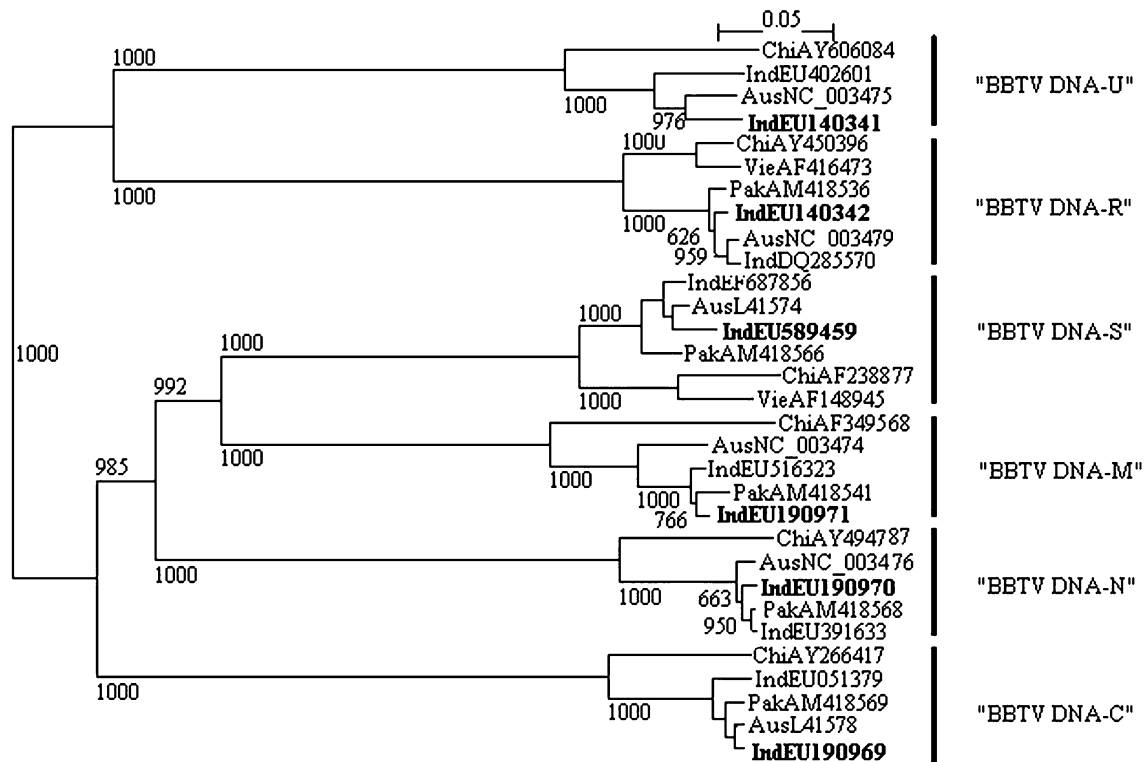 0.05
1000
ChiAY606084
IndEU402601
1000
AusNC_003475
976
IndEU140341
"BBTV DNA-U"
1000
1000
ChiAY450396
VieAF416473
PakAM418536
1000
IndEU140342
626
AusNC_003479
959
IndDQ285570
"BBTV DNA-R"
1000
IndEF687856
AusL41574
1000
IndEU589459
PakAM418566
1000
ChiAF238877
1000
VieAF148945
"BBTV DNA-S"
992
1000
ChiAF349568
AusNC_003474
1000
IndEU516323
1000
PakAM418541
766
IndEU190971
"BBTV DNA-M"
985
ChiAY494787
AusNC_003476
1000
1000
IndEU190970
663
PakAM418568
950
IndEU391633
"BBTV DNA-N"
ChiAY266417
IndEU051379
1000
PakAM418569
1000
AusL41578
IndEU190969
"BBTV DNA-C"